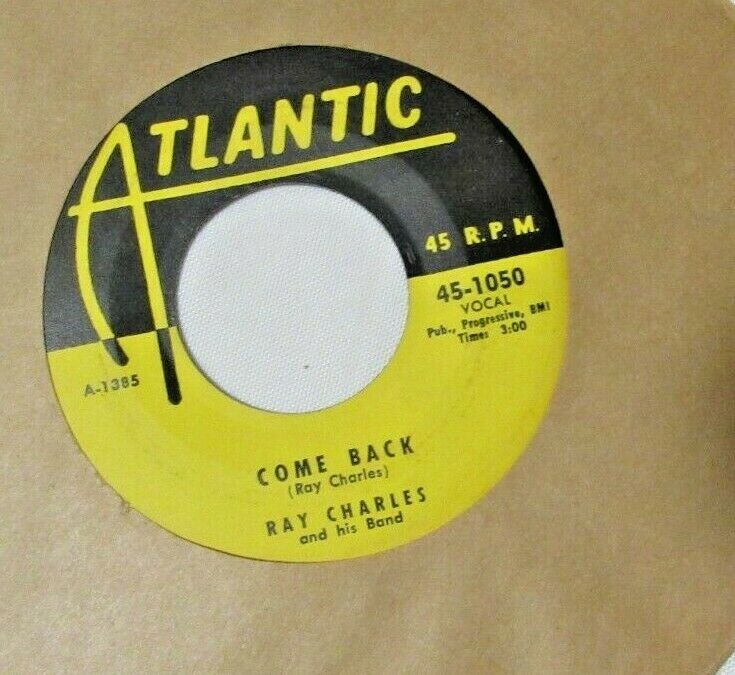 ATLANTIC
45 R.P.M.
45-1050
VOCAL
Pub., Progressive, BMI
Time: 3:00
A-1385
COME BACK
(Ray Charles)
RAY CHARLES
and his Band